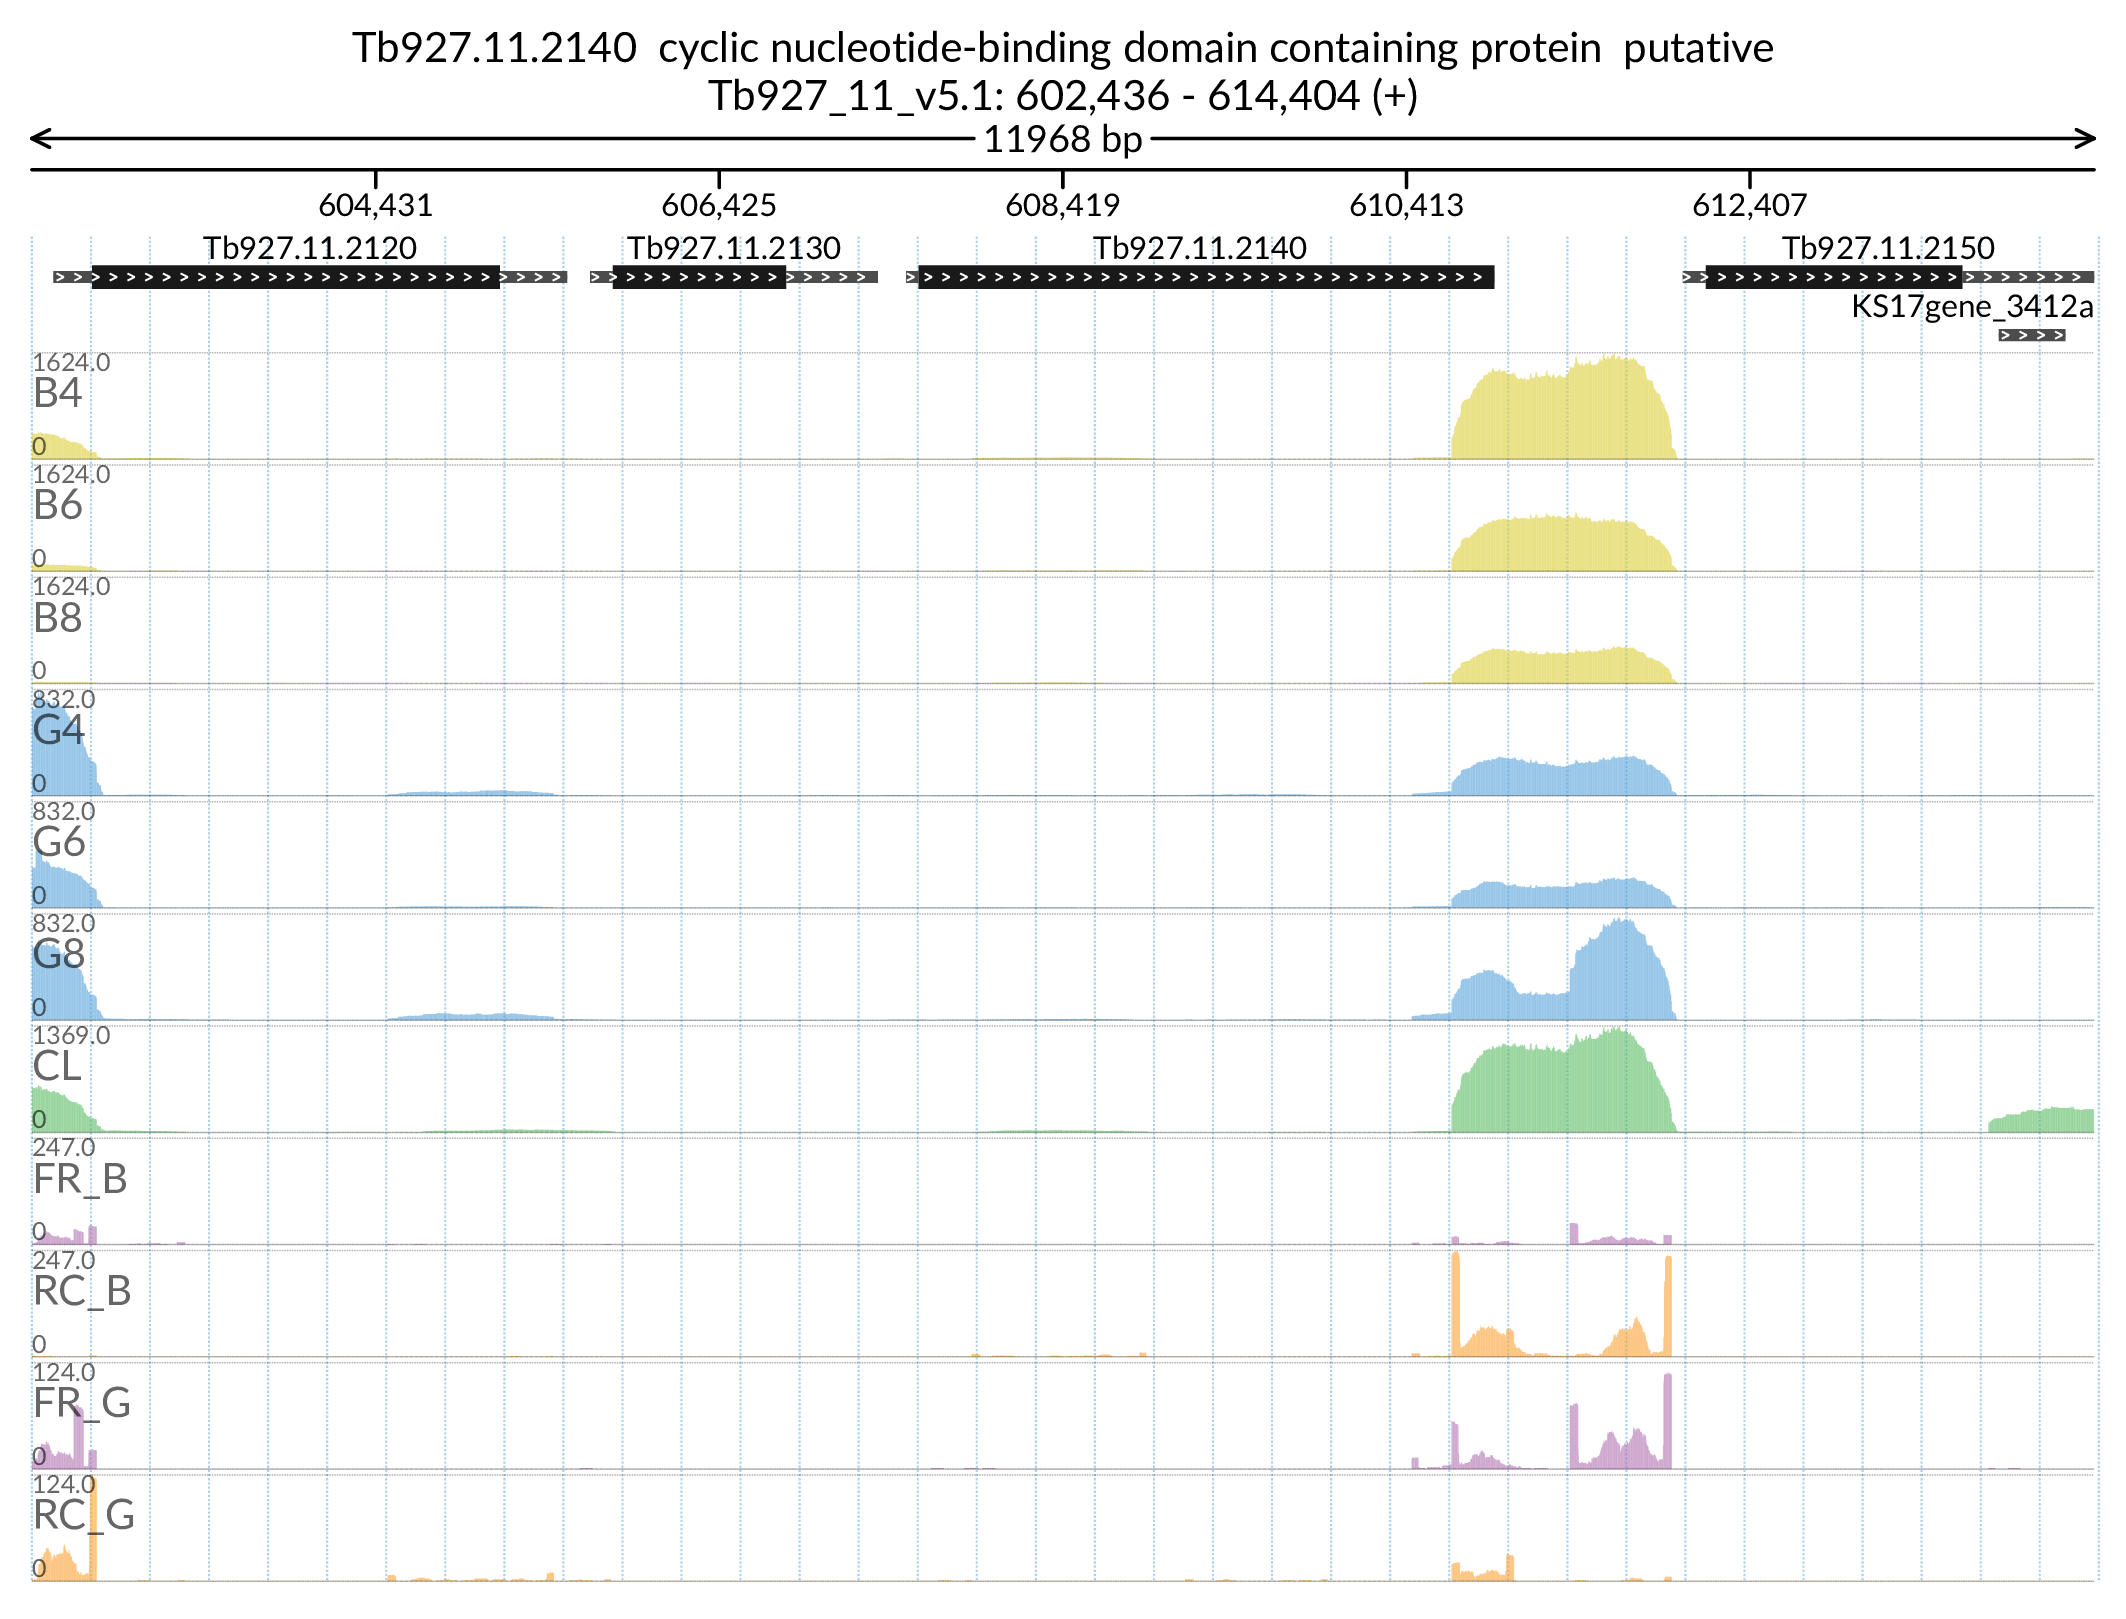 Tb927.11.2140  cyclic nucleotide-binding domain containing protein  putative
Tb927_11_v5.1: 602,436 - 614,404 (+)
11968 bp
604,431 606,425 608,419 610,413 612,407
Tb927.11.2120 Tb927.11.2130 Tb927.11.2140 Tb927.11.2150
KS17gene_3412a
1624.0
B4
0
1624.0
B6
0
1624.0
B8
0
832.0
G4
0
832.0
G6
0
832.0
G8
0
1369.0
CL
0
247.0
FR_B
0
247.0
RC_B
0
124.0
FR_G
0
124.0
RC_G
0